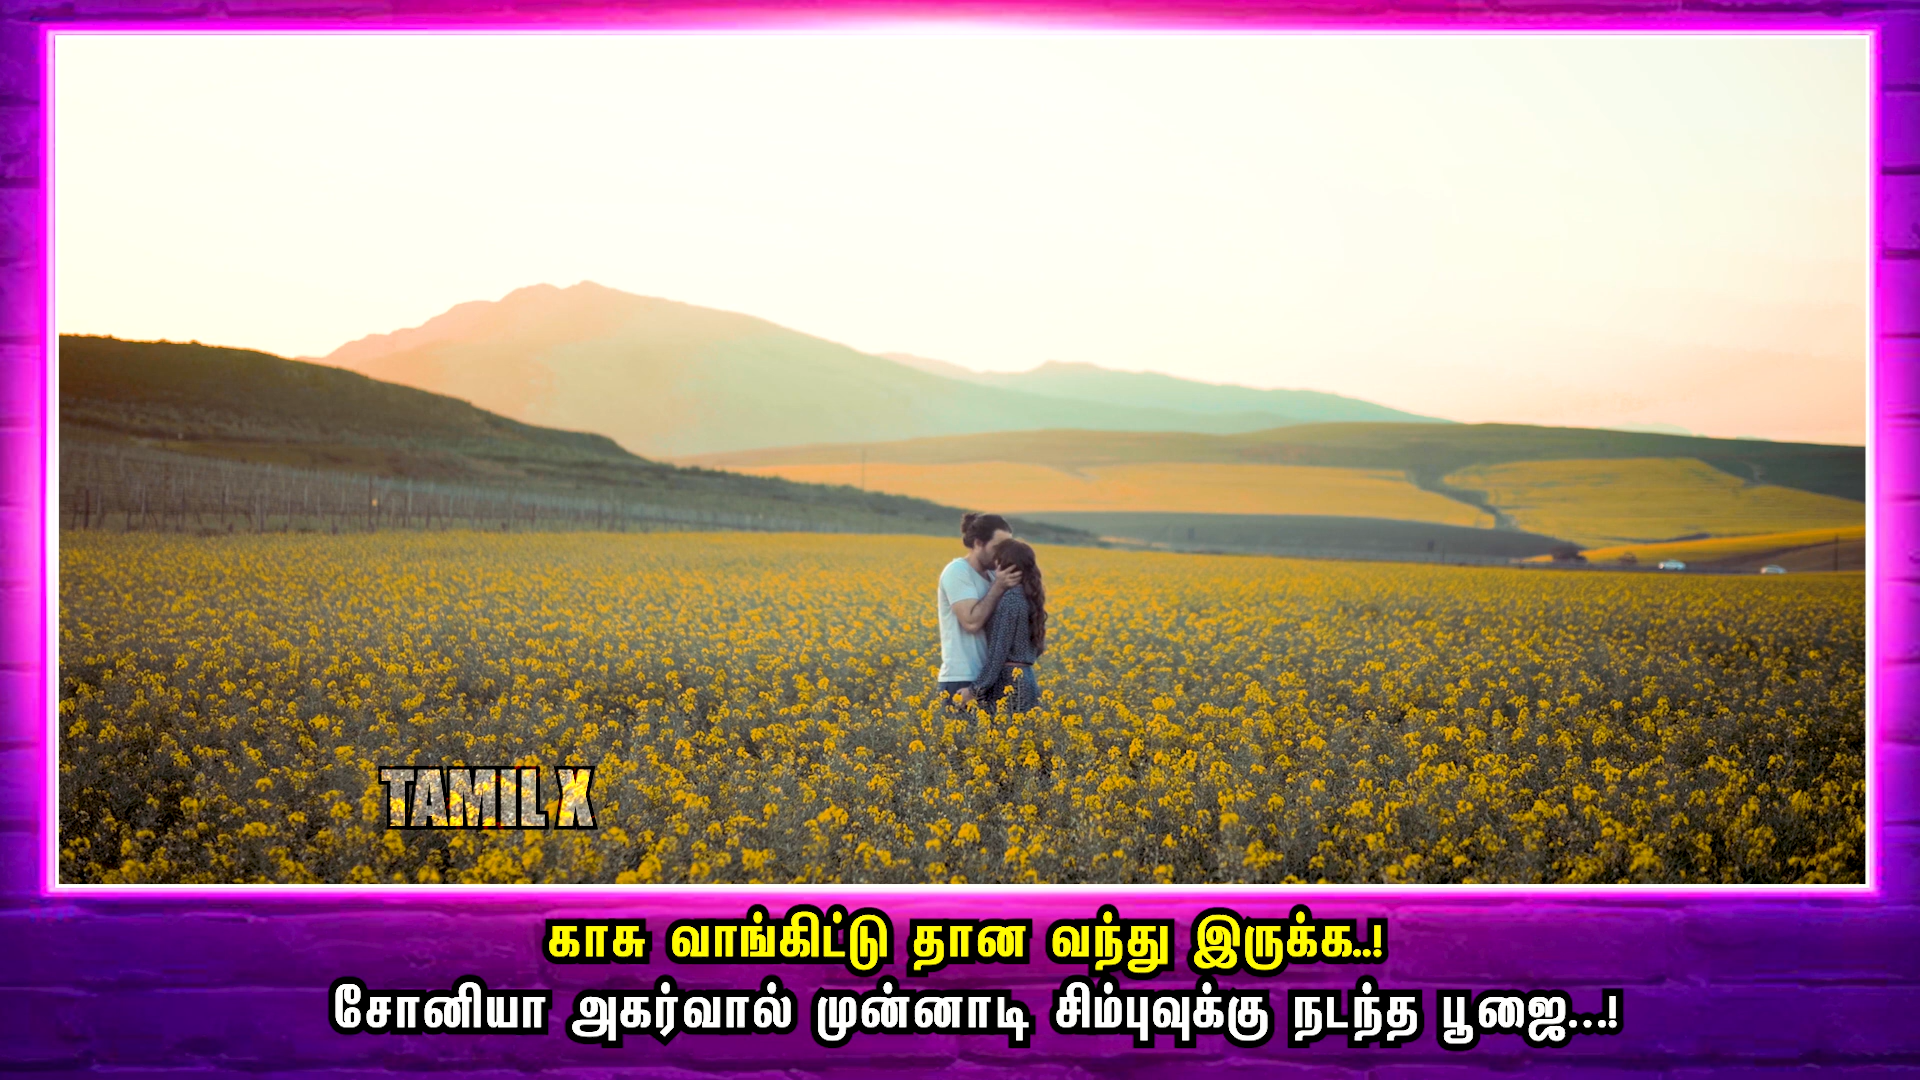 TAMIL X
காசு வாங்கிட்டு தான வந்து இருக்க..!
சோனியா அகர்வால் முன்னாடி சிம்புவுக்கு நடந்த பூஜை...!